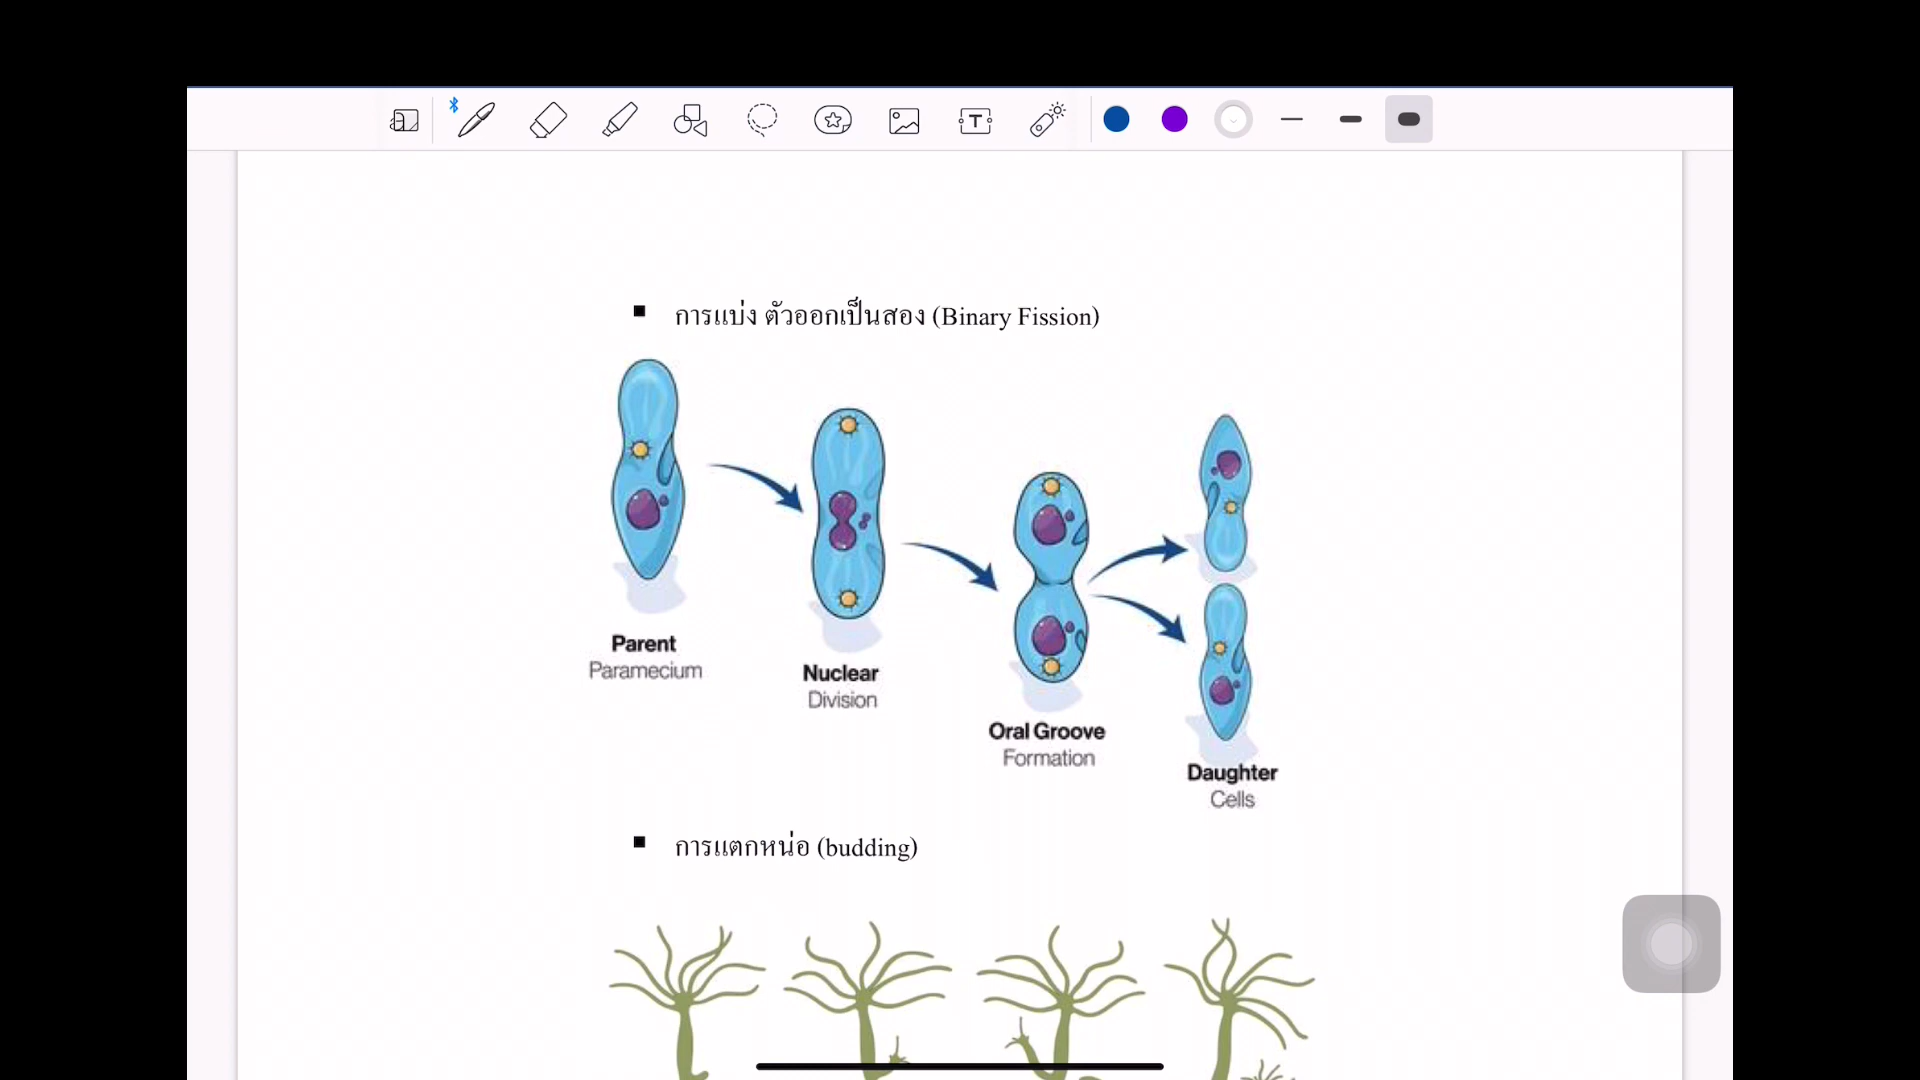 การแบ่ง ตัวออกเป็นสอง (Binary Fission)
Parent
Paramecium
Nuclear
Division
Oral Groove
Formation
Daughter
Cells
การแตกหน่อ (budding)